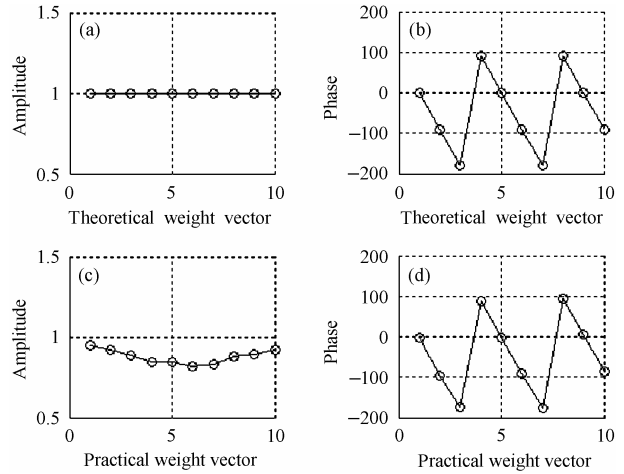 (a)
1.5
1
0.5
0
5
10
Amplitude
Theoretical weight vector
(b)
200
100
0
−100
−200
0
5
10
Phase
Theoretical weight vector
(c)
1.5
1
0.5
0
5
10
Amplitude
Practical weight vector
(d)
200
100
0
−100
−200
0
5
10
Phase
Practical weight vector